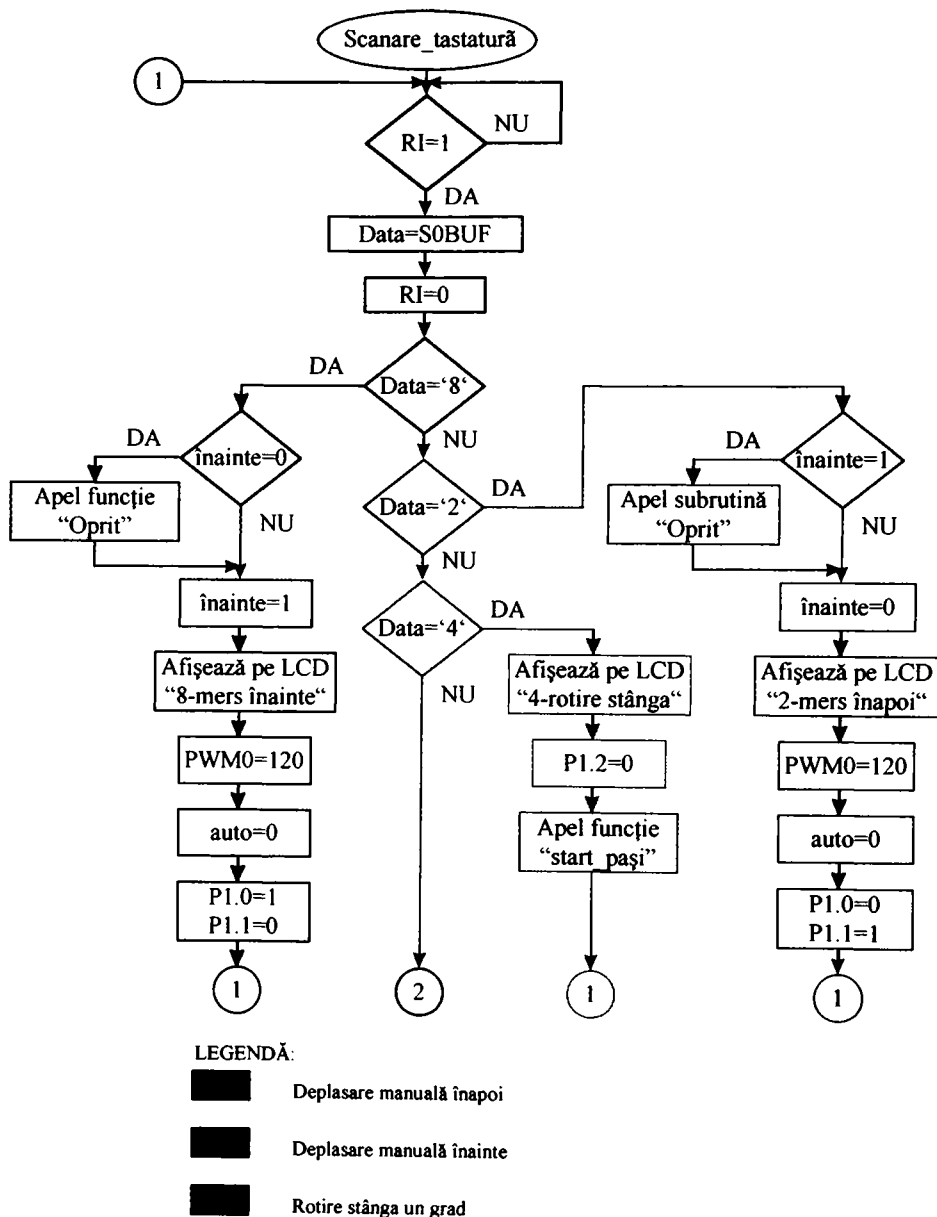 Scanare_tastatură
1
RI=1
NU
DA
Data=S0BUF
RI=0
DA
Data=‘8‘
NU
DA
înainte=0
Apel funcție
“Oprit”
NU
Data=‘2‘
DA
NU
DA
înainte=1
Apel subrutină
“Oprit”
NU
înainte=1
Afişează pe LCD
“8-mers înainte“
PWM0=120
auto=0
P1.0=1
P1.1=0
1
Data=‘4‘
DA
NU
2
Afişează pe LCD
“4-rotire stânga“
P1.2=0
Apel funcție
“start_paşi”
1
înainte=0
Afişează pe LCD
“2-mers înapoi“
PWM0=120
auto=0
P1.0=0
P1.1=1
1
LEGENDĂ:
Deplasare manuală înapoi
Deplasare manuală înainte
Rotire stânga un grad